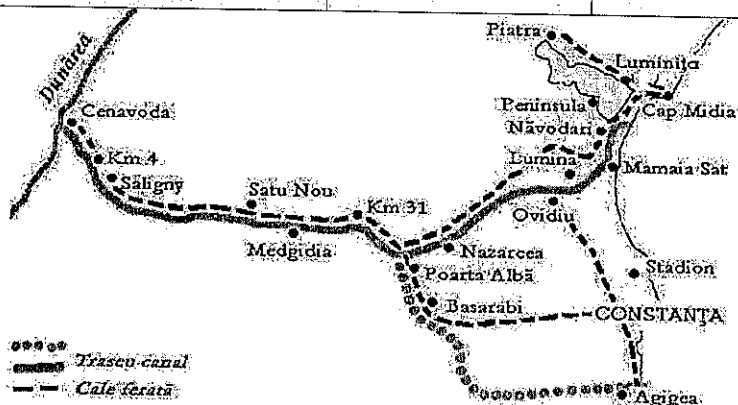 Piatra
Luminița
Dunărea
Cenavoda
Peninsula
Cap Midia
Năvodari
Km 4
Lumina
Mamaia Sat
Saligny
Satu Nou
Km 31
Ovidiu
Medgidia
Nazarcea
Poarta Albă
Stadion
Basarabi
CONSTANȚA
Traseu canal
Cale ferată
Agigea